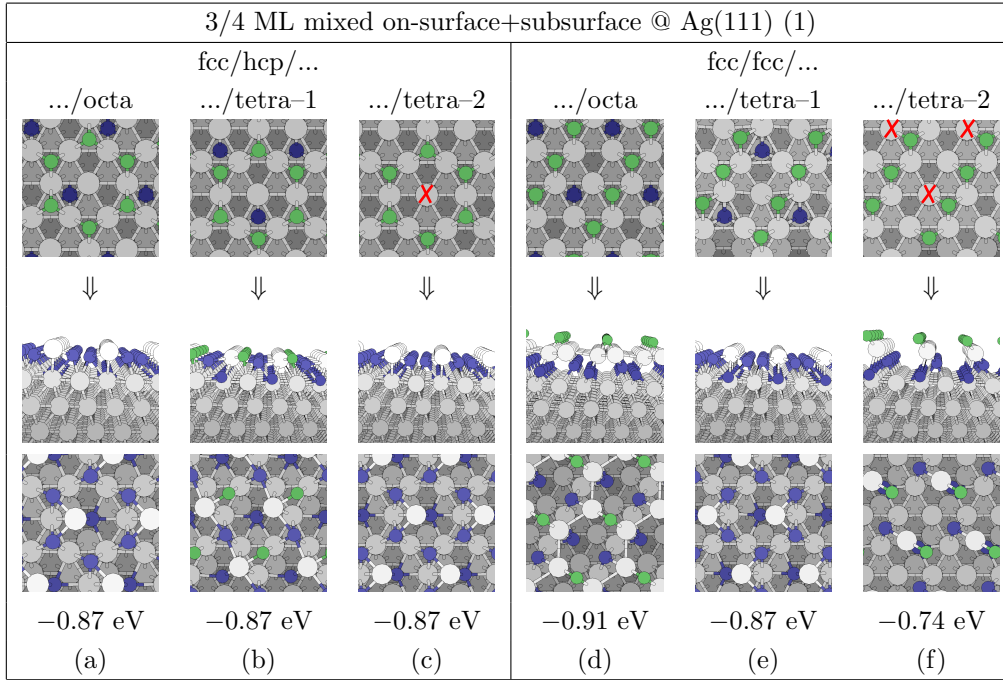 3/4 ML mixed on-surface+subsurface @ Ag(111) (1)
fcc/hcp/... fcc/fcc/...
.../octa .../tetra–1 .../tetra–2 .../octa .../tetra–1 .../tetra–2
X X
X X
⇓ ⇓ ⇓ ⇓ ⇓ ⇓
−0.87 eV −0.87 eV −0.87 eV −0.91 eV −0.87 eV −0.74 eV
(a) (b) (c) (d) (e) (f)